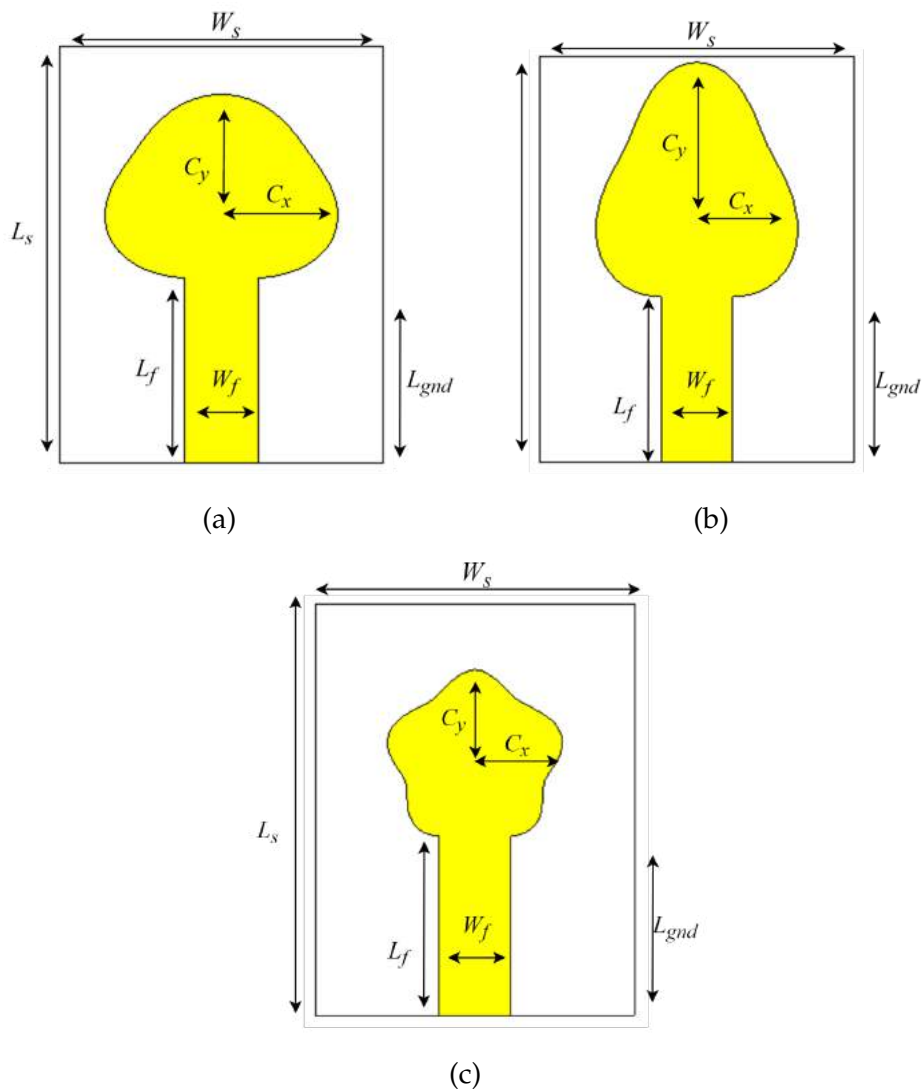 W_s
W_s
C_y
C_x
L_s
L_f
W_f
L_gnd
C_y
C_x
L_f
W_f
L_gnd
(a)
(b)
W_s
C_y
C_x
L_s
L_f
W_f
L_gnd
(c)